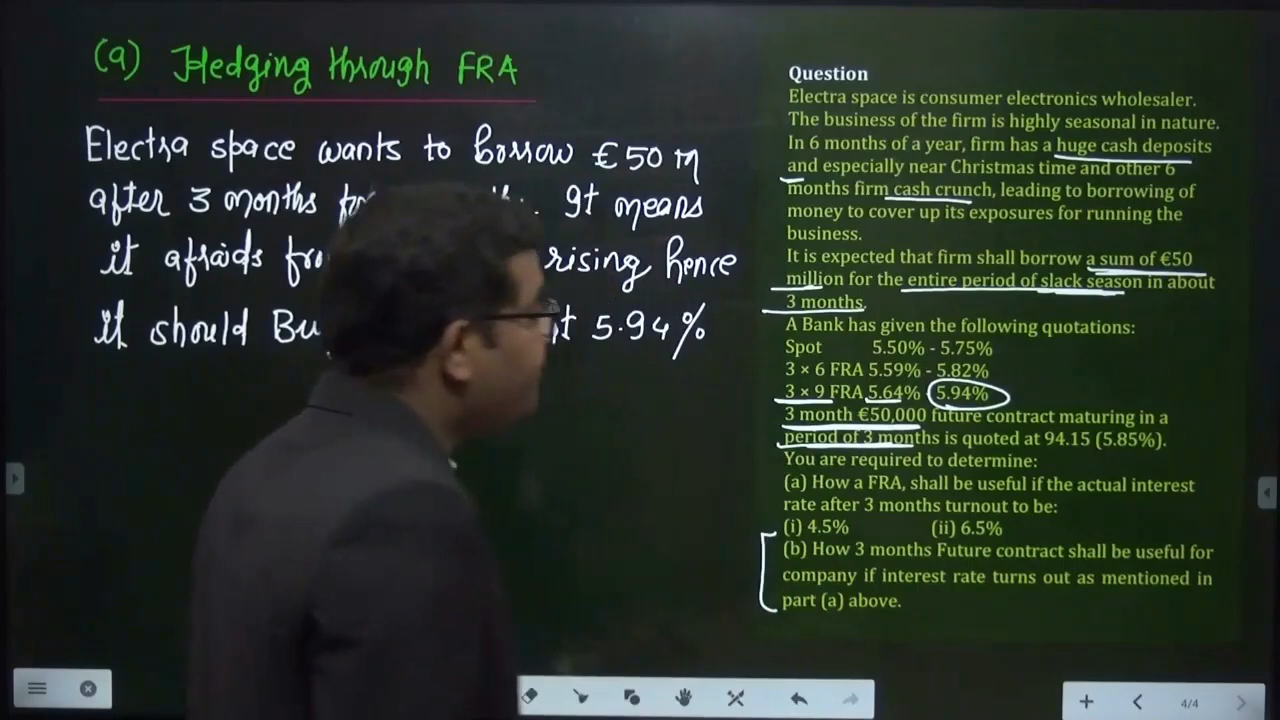 (a) Hedging through FRA
Electra space wants to borrow €50 M
after 3 months It means
it afraids rising hence
it should 5.94%
Question
Electra space is consumer electronics wholesaler.
The business of the firm is highly seasonal in nature.
In 6 months of a year, firm has a huge cash deposits
and especially near Christmas time and other 6
months firm cash crunch, leading to borrowing of
money to cover up its exposures for running the
business.
It is expected that firm shall borrow a sum of €50
million for the entire period of slack season in about
3 months.
A Bank has given the following quotations:
Spot 5.50% - 5.75%
3 × 6 FRA 5.59% - 5.82%
3 × 9 FRA 5.64% 5.94%
3 month €50,000 future contract maturing in a
period of 3 months is quoted at 94.15 (5.85%).
You are required to determine:
(a) How a FRA, shall be useful if the actual interest
rate after 3 months turnout to be:
(i) 4.5% (ii) 6.5%
(b) How 3 months Future contract shall be useful for
company if interest rate turns out as mentioned in
part (a) above.
4/4